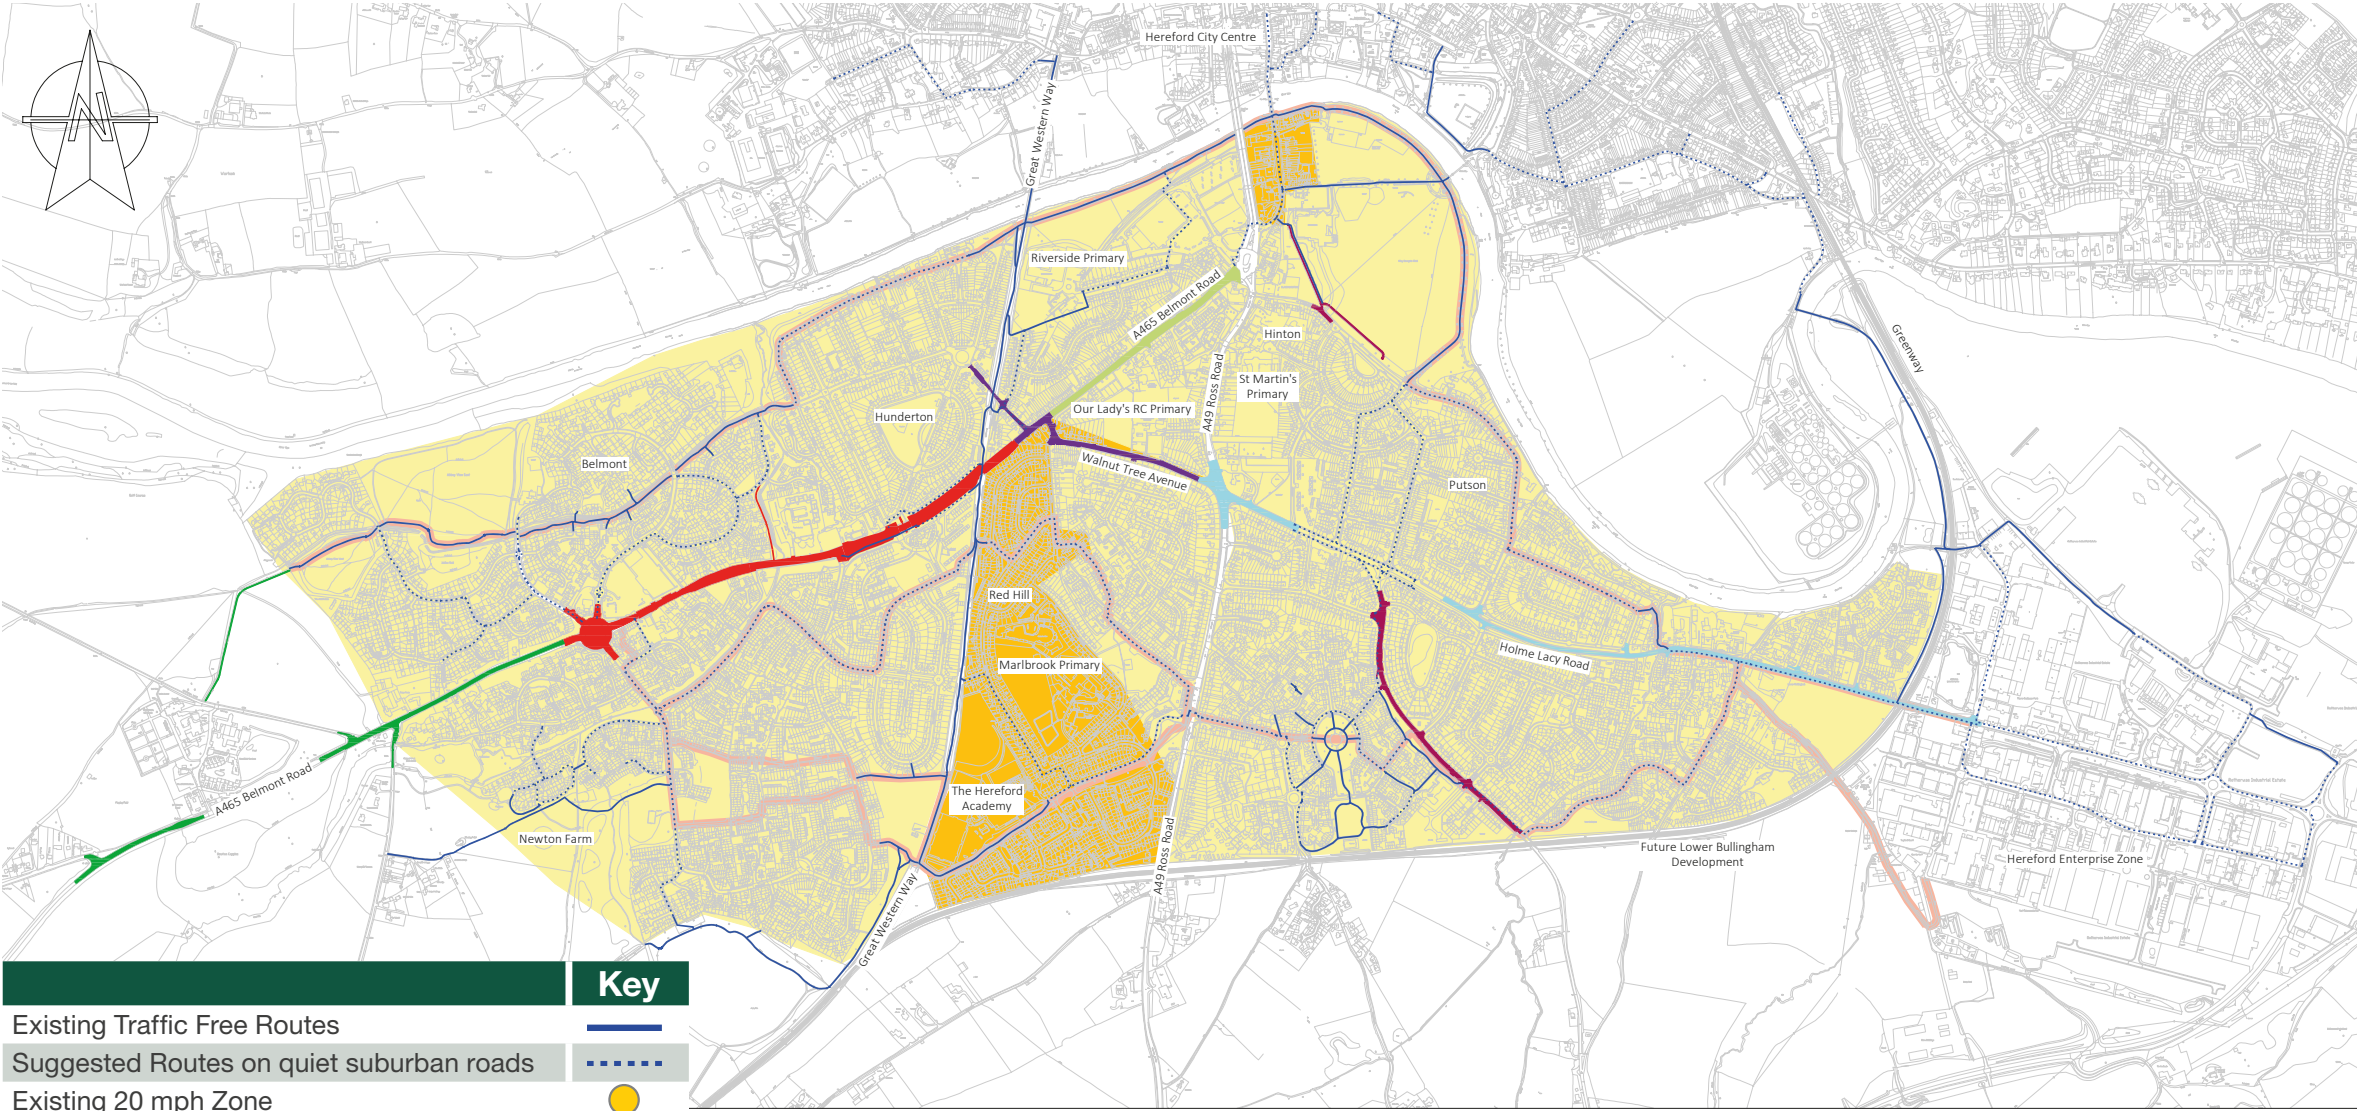 Hereford City Centre
Great Western Way
Riverside Primary
A465 Belmont Road
Hinton
Greenway
A49 Ross Road
St Martin's
Primary
Hunderton
Our Lady's RC Primary
Belmont
Walnut Tree Avenue
Putson
Red Hill
Holme Lacy Road
Marlbrook Primary
A465 Belmont Road
The Hereford
Academy
Newton Farm
A49 Ross Road
Future Lower Bullingham
Development
Hereford Enterprise Zone
Great Western Way
Key
Existing Traffic Free Routes
Suggested Routes on quiet suburban roads
Existing 20 mph Zone
N